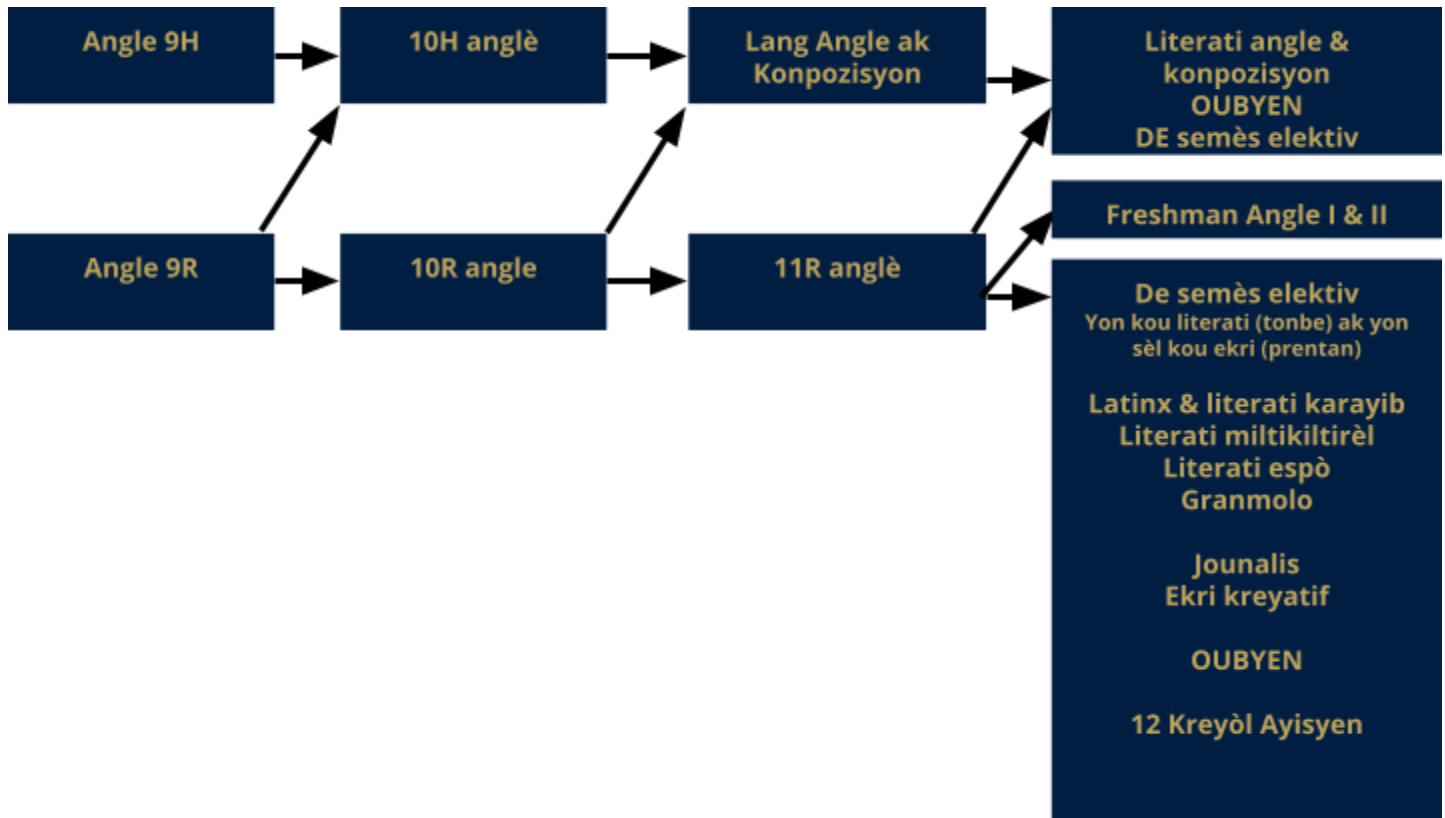 Angle 9H
10H anglè
Lang Angle ak
Konpozisyon
Literati angle &
konpozisyon
OUBYEN
DE semès elektiv
Freshman Angle I & II
Angle 9R
10R angle
11R anglè
De semès elektiv
Yon kou literati (tonbe) ak yon
sèl kou ekri (prentan)
Latinx & literati karayib
Literati miltikiltirèl
Literati espò
Granmolo
Jounalis
Ekri kreyatif
OUBYEN
12 Kreyòl Ayisyen